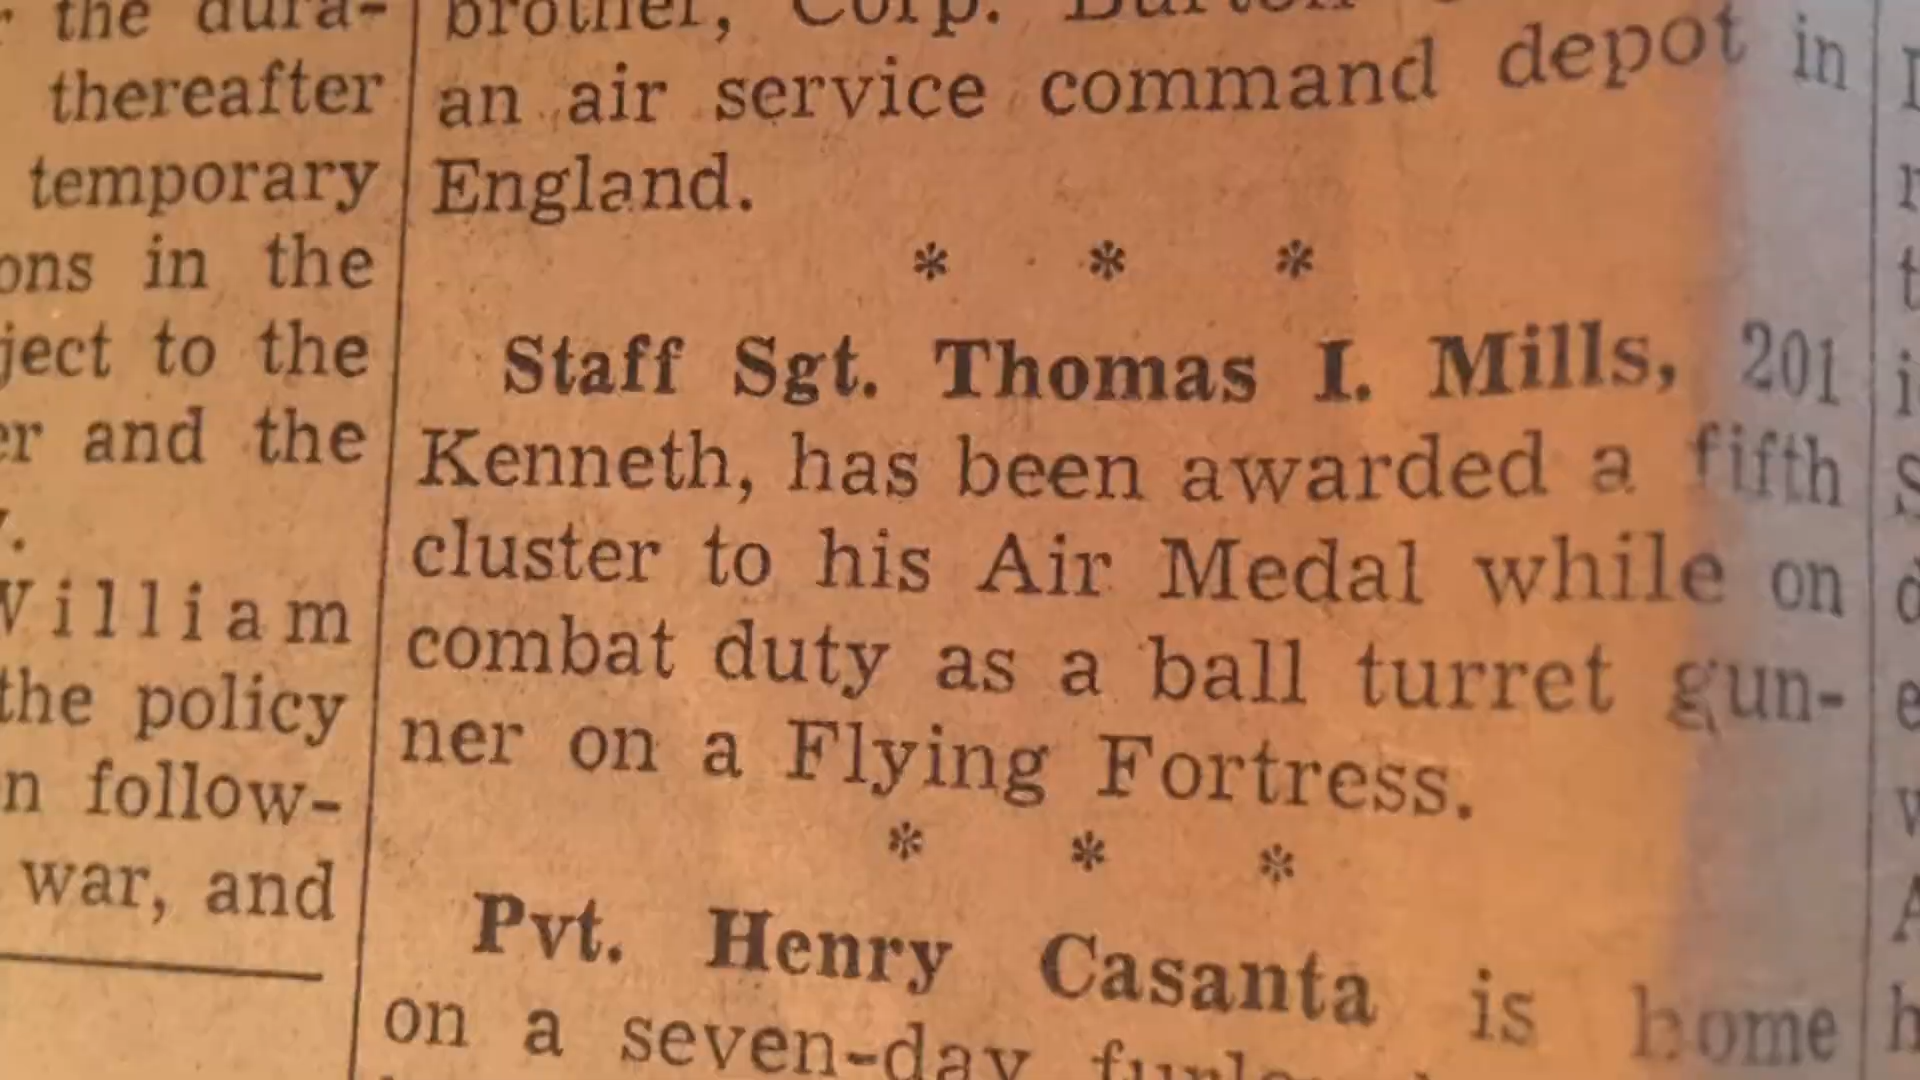 the dura-
thereafter
temporary
ons in the
ject to the
er and the
William
the policy
n follow-
war, and
brother, Corp. Burton
an air service command depot in
England.
* * *
Staff Sgt. Thomas I. Mills, 201
Kenneth, has been awarded a fifth
cluster to his Air Medal while on
combat duty as a ball turret gun-
ner on a Flying Fortress.
* * *
Pvt. Henry Casanta is home
on a seven-day